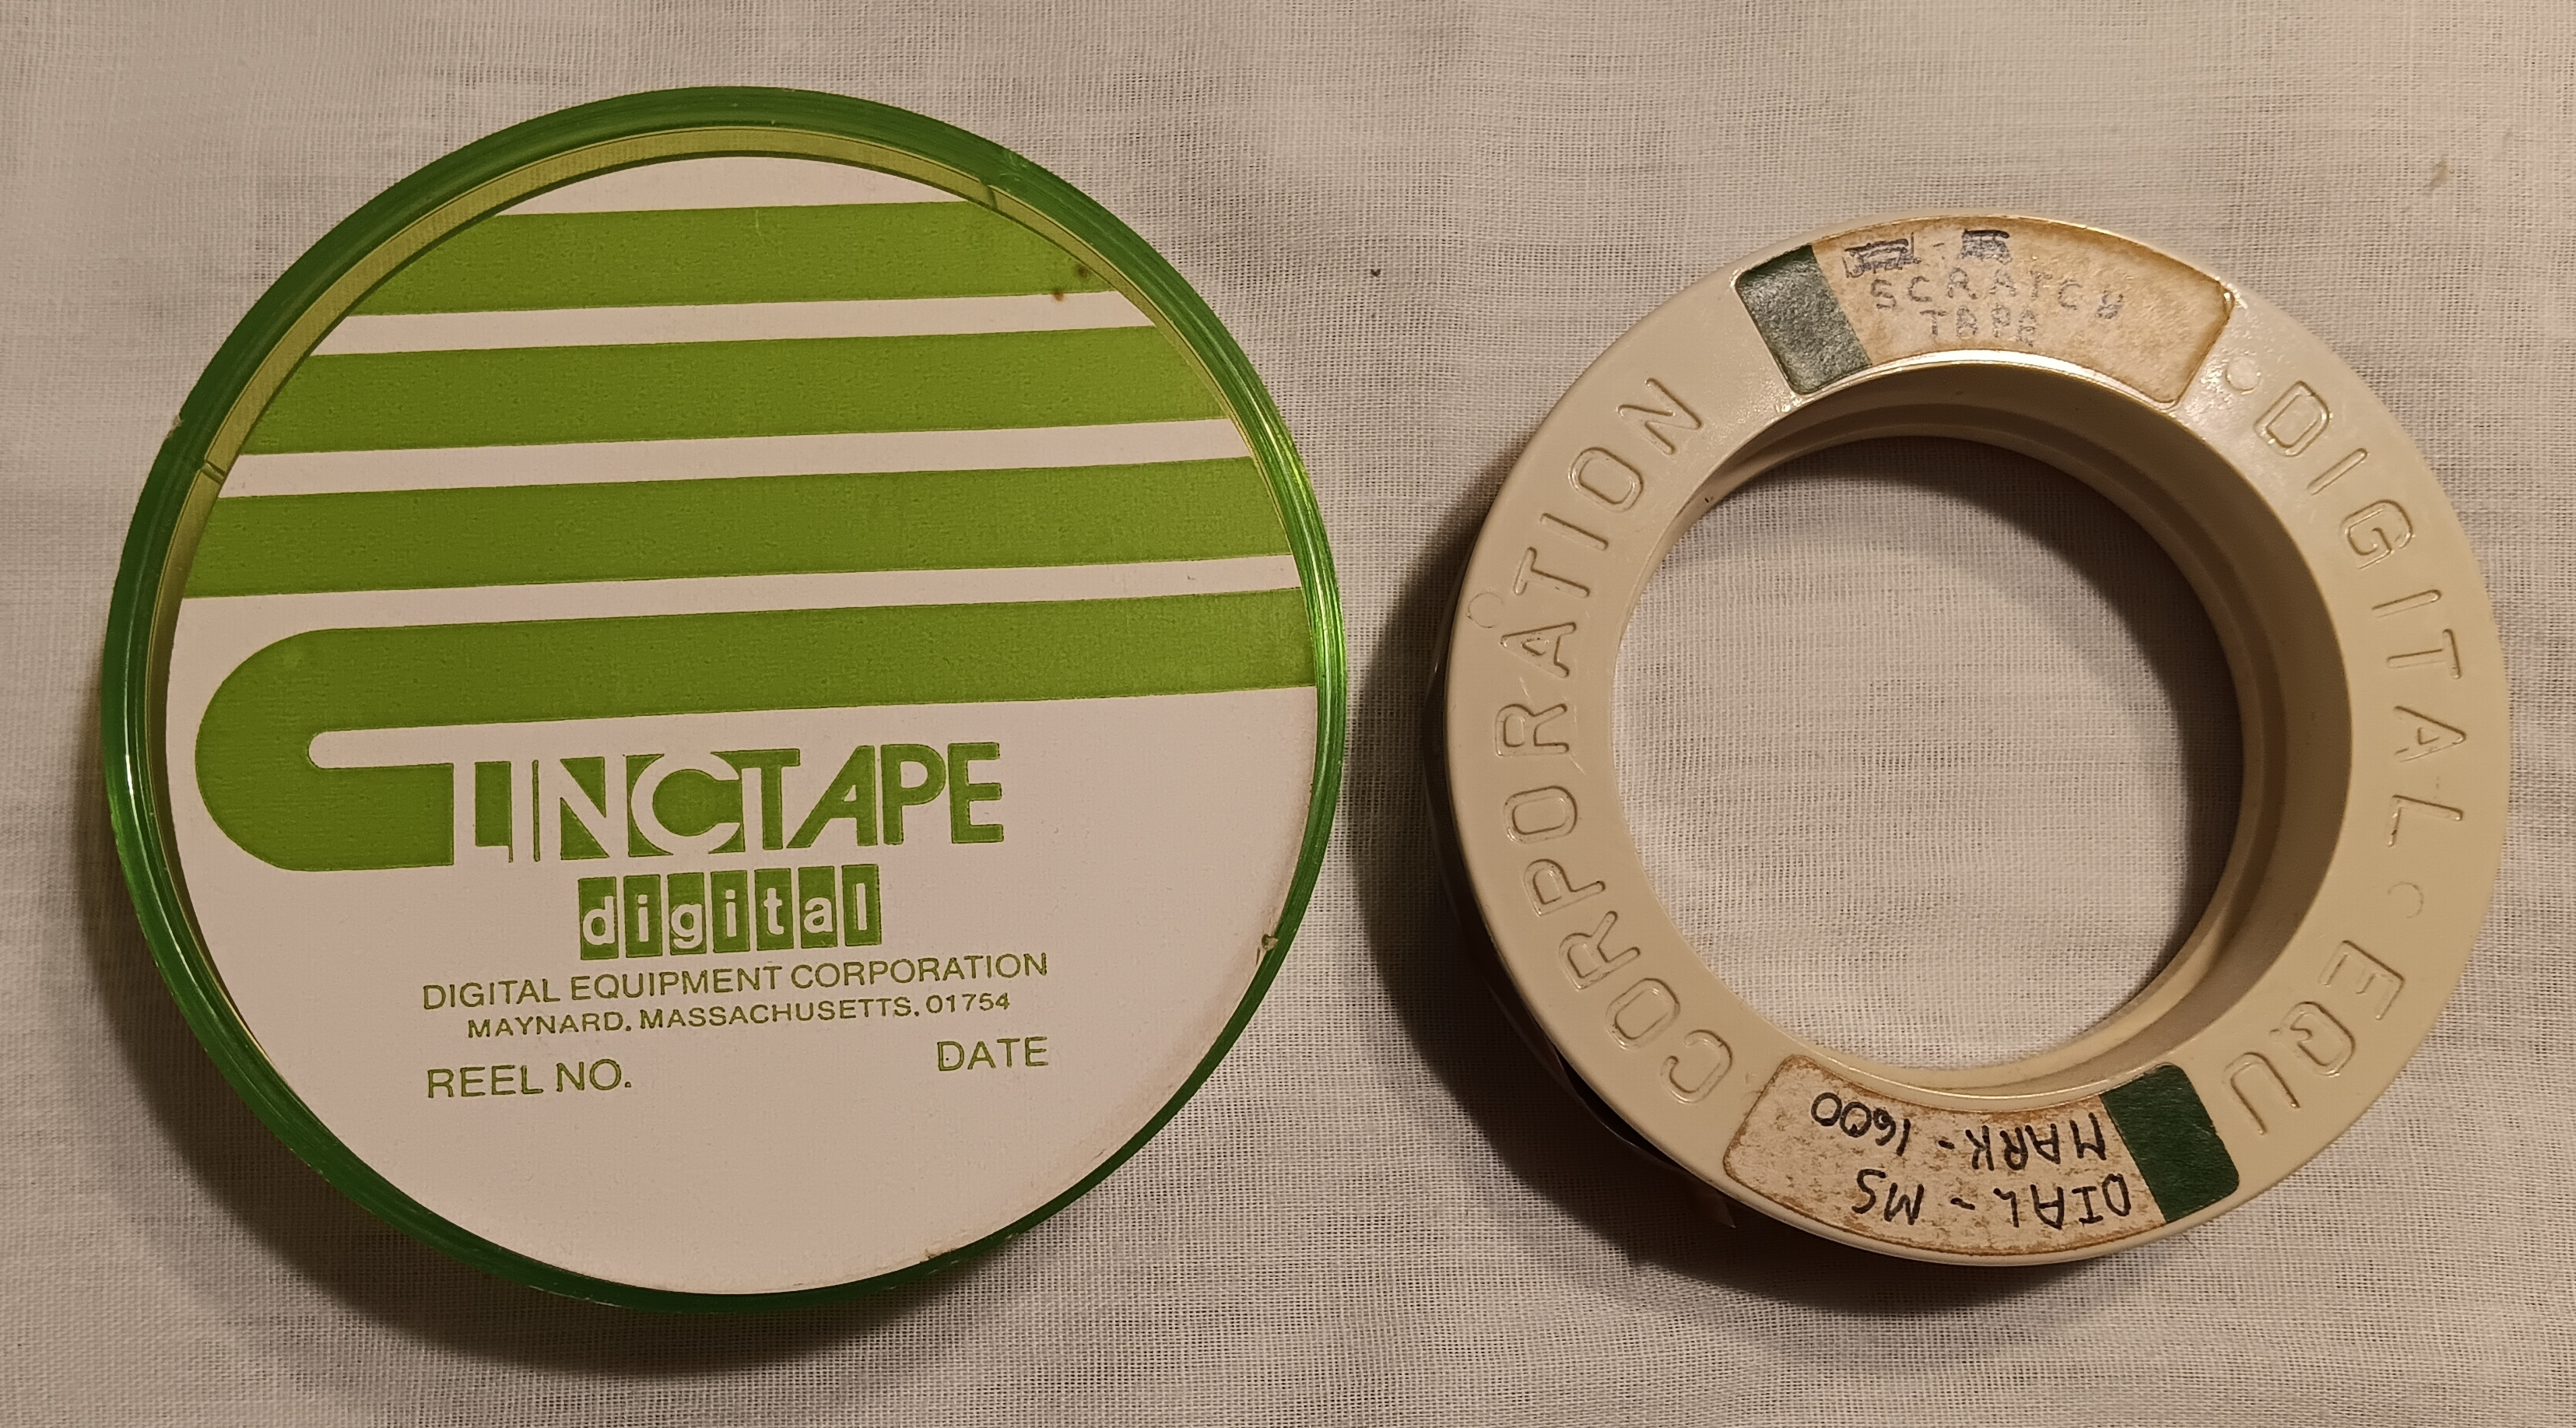 LINCTAPE
digital
DIGITAL EQUIPMENT CORPORATION
MAYNARD, MASSACHUSETTS, 01754
REEL NO.
DATE
SCRATCH
TAPE
DIGITAL EQU
CORPORATION
DIAL - MS
MARK - 1600